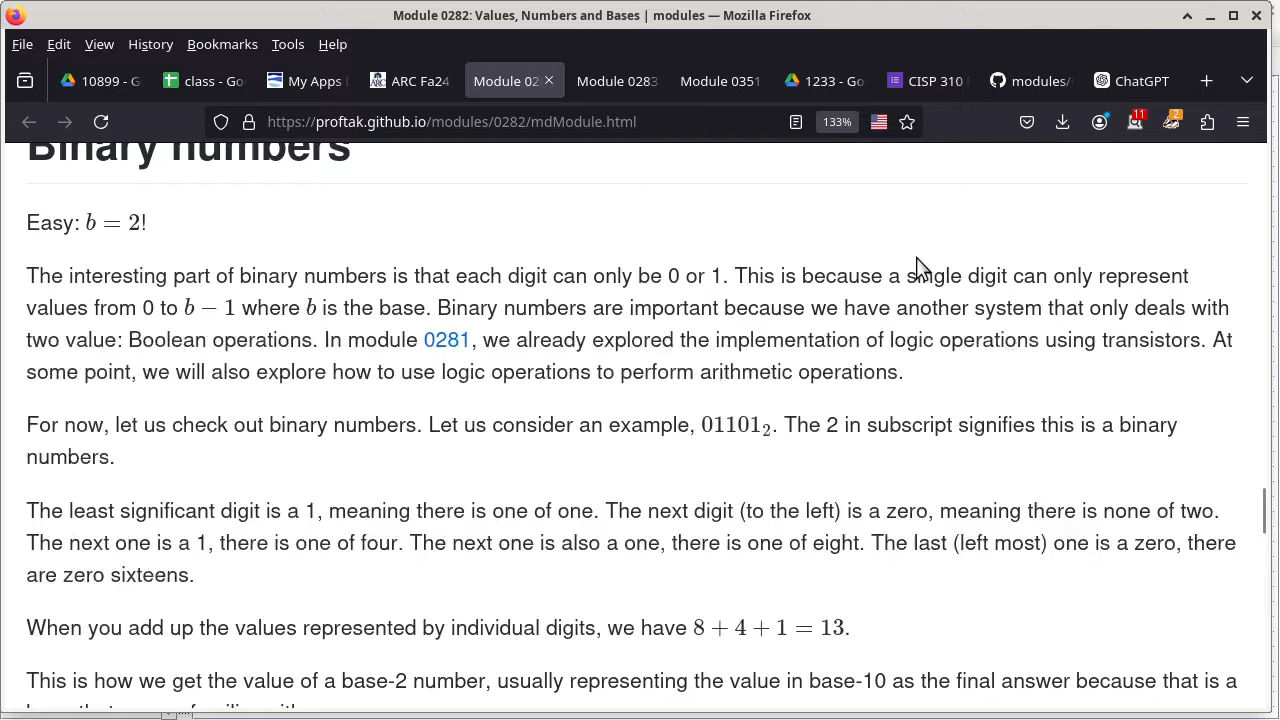 Module 0282: Values, Numbers and Bases | modules — Mozilla Firefox
File Edit View History Bookmarks Tools Help
10899 - G class - Go My Apps ARC Fa24 Module 028 Module 0283 Module 0351 1233 - Go CISP 310 modules/ ChatGPT
https://proftak.github.io/modules/0282/mdModule.html 133% 11 2
Binary numbers
Easy: b = 2!
The interesting part of binary numbers is that each digit can only be 0 or 1. This is because a single digit can only represent
values from 0 to b − 1 where b is the base. Binary numbers are important because we have another system that only deals with
two value: Boolean operations. In module 0281, we already explored the implementation of logic operations using transistors. At
some point, we will also explore how to use logic operations to perform arithmetic operations.
For now, let us check out binary numbers. Let us consider an example, 01101₂. The 2 in subscript signifies this is a binary
numbers.
The least significant digit is a 1, meaning there is one of one. The next digit (to the left) is a zero, meaning there is none of two.
The next one is a 1, there is one of four. The next one is also a one, there is one of eight. The last (left most) one is a zero, there
are zero sixteens.
When you add up the values represented by individual digits, we have 8 + 4 + 1 = 13.
This is how we get the value of a base-2 number, usually representing the value in base-10 as the final answer because that is a